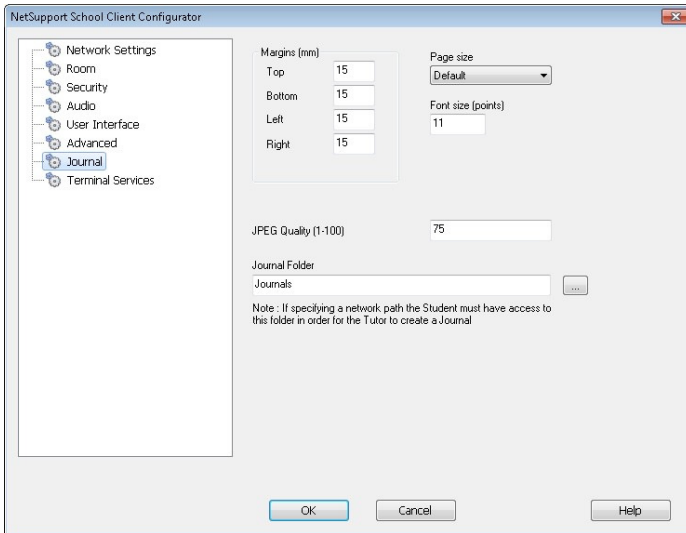 NetSupport School Client Configurator
Network Settings
Room
Security
Audio
User Interface
Advanced
Journal
Terminal Services
Margins (mm)
Top 15
Bottom 15
Left 15
Right 15
Page size
Default
Font size (points)
11
JPEG Quality (1-100) 75
Journal Folder
Journals ...
Note : If specifying a network path the Student must have access to
this folder in order for the Tutor to create a Journal
OK Cancel Help